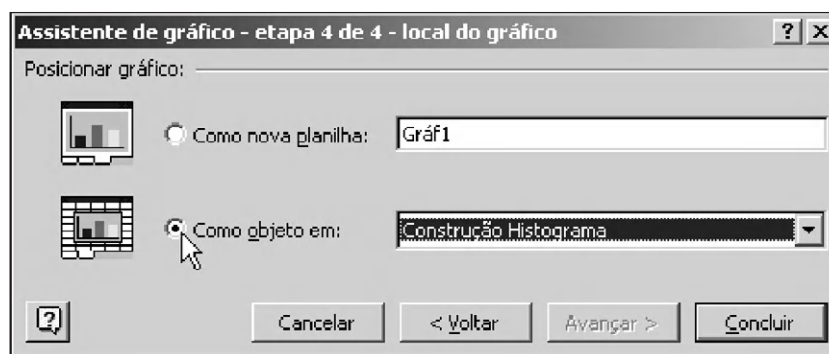 Assistente de gráfico - etapa 4 de 4 - local do gráfico
Posicionar gráfico:
Como nova planilha: Gráf1
Como objeto em: Construção Histograma
Cancelar < Voltar Avançar > Concluir